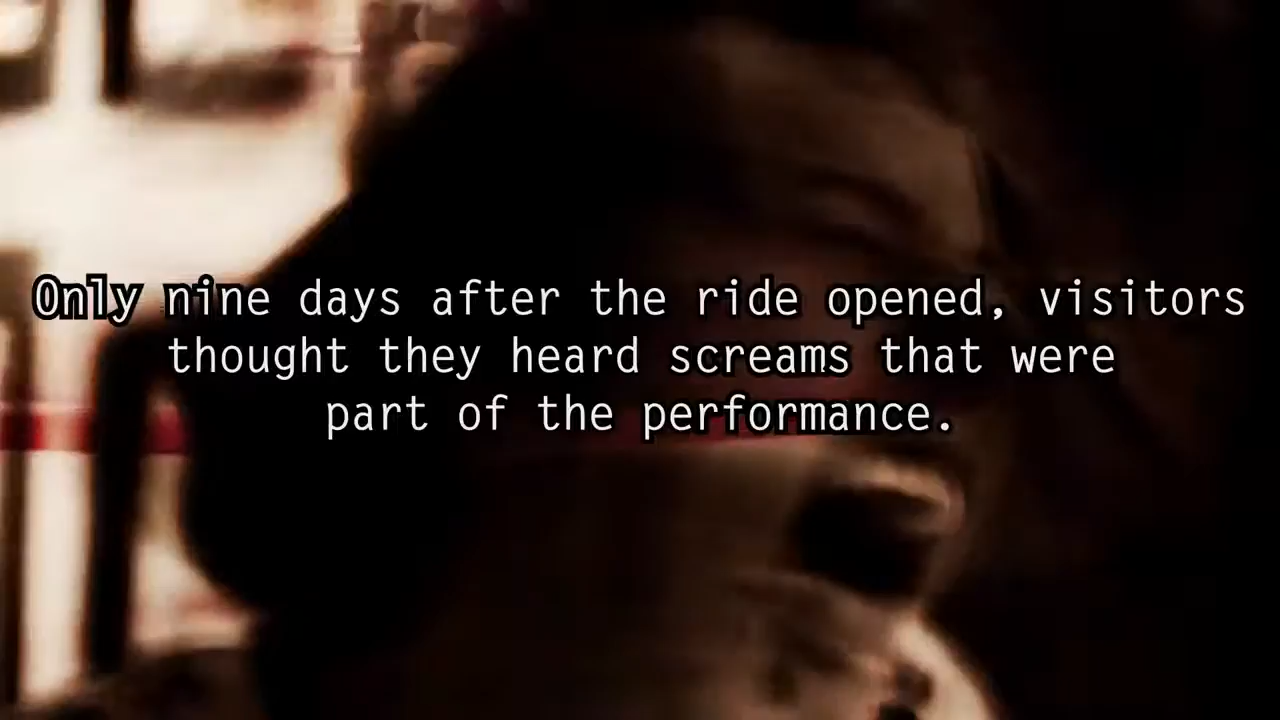 Only nine days after the ride opened, visitors
thought they heard screams that were
part of the performance.